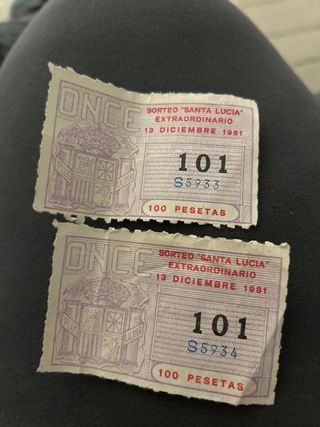 ONCE
SORTEO "SANTA LUCIA"
EXTRAORDINARIO
13 DICIEMBRE 1981
101
S5933
100 PESETAS
ONCE
SORTEO "SANTA LUCIA"
EXTRAORDINARIO
13 DICIEMBRE 1981
101
S5934
100 PESETAS